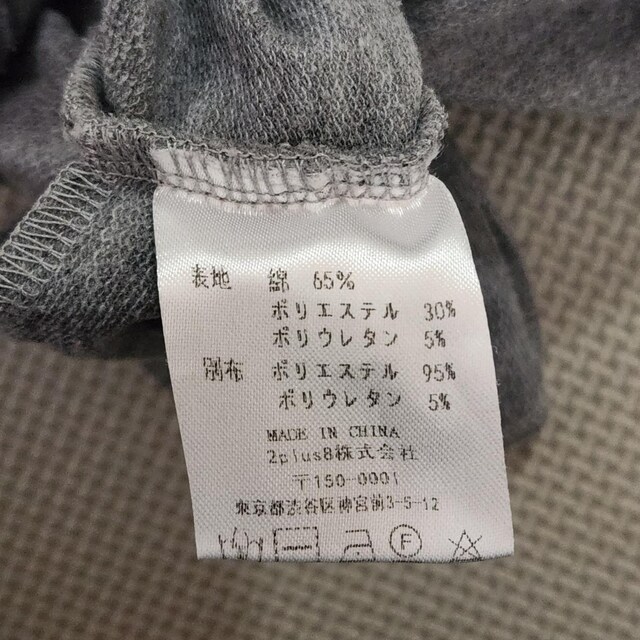 表地 綿 65%
ポリエステル 30%
ポリウレタン 5%
別布 ポリエステル 95%
ポリウレタン 5%
MADE IN CHINA
2plus8株式会社
〒150-0001
東京都渋谷区神宮前3-5-12
F